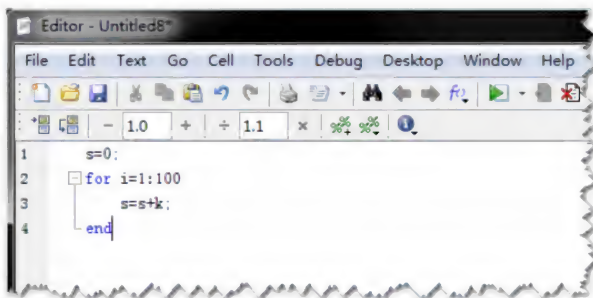 Editor - Untitled8*
File Edit Text Go Cell Tools Debug Desktop Window Help
- 1.0 + ÷ 1.1 ×
1 s=0;
2 for i=1:100
3 s=s+k;
4 end